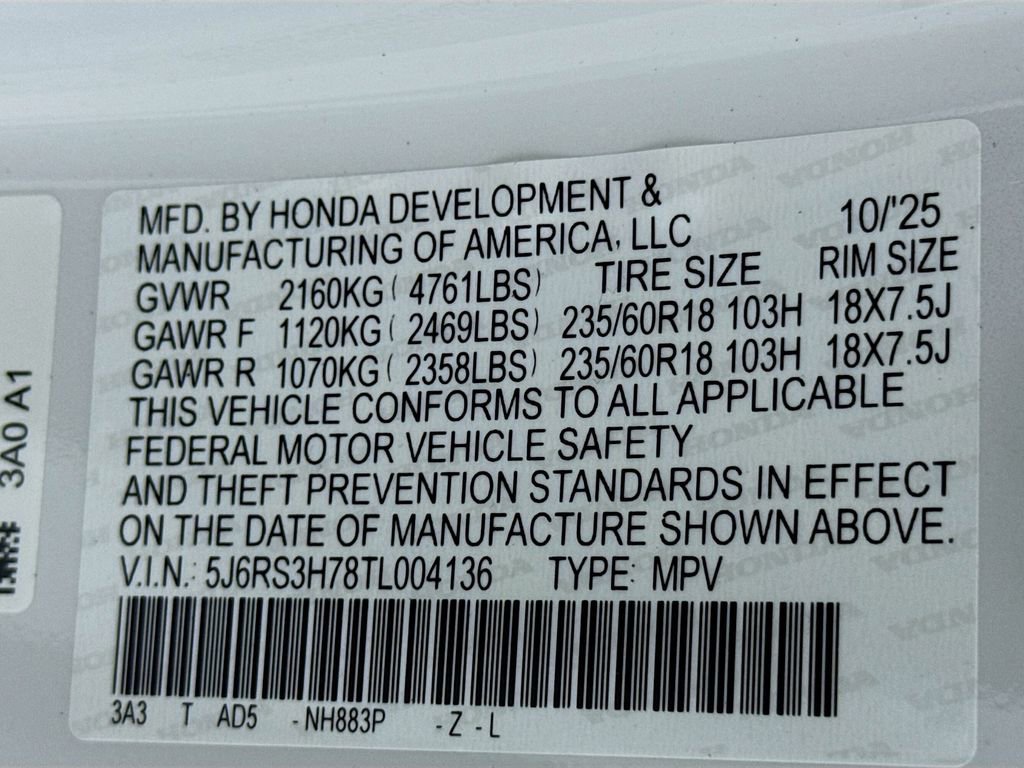 MFD. BY HONDA DEVELOPMENT &
MANUFACTURING OF AMERICA, LLC 10/'25
GVWR 2160KG ( 4761LBS) TIRE SIZE RIM SIZE
GAWR F 1120KG ( 2469LBS) 235/60R18 103H 18X7.5J
GAWR R 1070KG ( 2358LBS) 235/60R18 103H 18X7.5J
THIS VEHICLE CONFORMS TO ALL APPLICABLE
FEDERAL MOTOR VEHICLE SAFETY
AND THEFT PREVENTION STANDARDS IN EFFECT
ON THE DATE OF MANUFACTURE SHOWN ABOVE.
V.I.N.: 5J6RS3H78TL004136 TYPE: MPV
3A3 T AD5 -NH883P -Z-L
3A0 A1